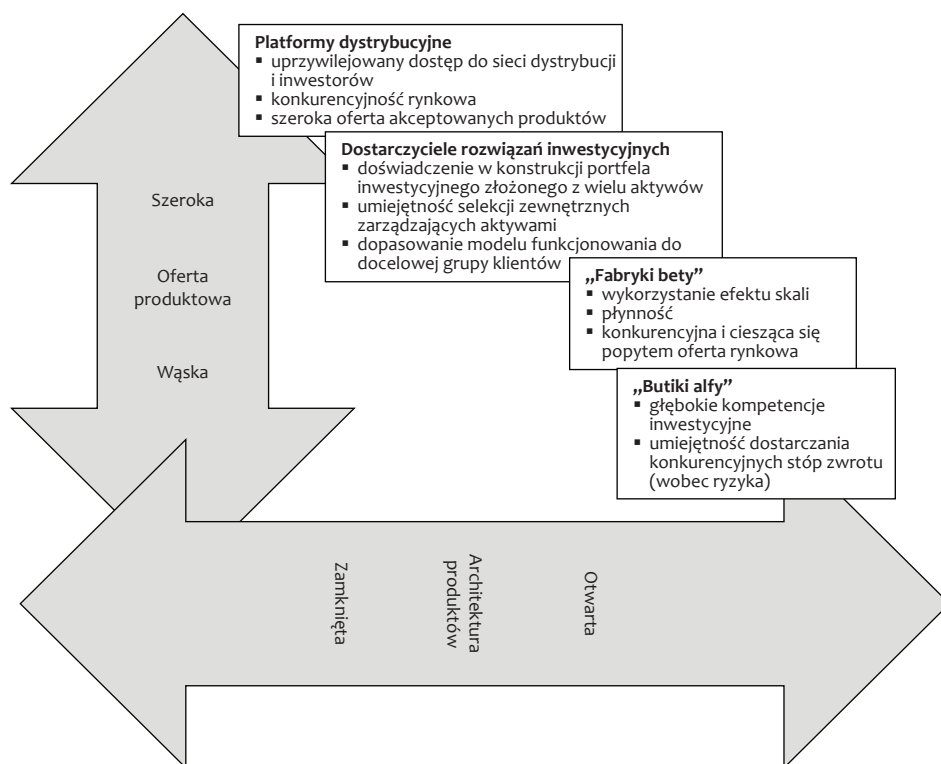 Platformy dystrybucyjne
▪ uprzywilejowany dostęp do sieci dystrybucji
i inwestorów
▪ konkurencyjność rynkowa
▪ szeroka oferta akceptowanych produktów
Dostarczyciele rozwiązań inwestycyjnych
▪ doświadczenie w konstrukcji portfela
inwestycyjnego złożonego z wielu aktywów
▪ umiejętność selekcji zewnętrznych
zarządzających aktywami
▪ dopasowanie modelu funkcjonowania do
docelowej grupy klientów
„Fabryki bety”
▪ wykorzystanie efektu skali
▪ płynność
▪ konkurencyjna i ciesząca się
popytem oferta rynkowa
„Butiki alfy”
▪ głębokie kompetencje
inwestycyjne
▪ umiejętność dostarczania
konkurencyjnych stóp zwrotu
(wobec ryzyka)
Szeroka
Oferta
produktowa
Wąska
Zamknięta
Architektura
produktów
Otwarta